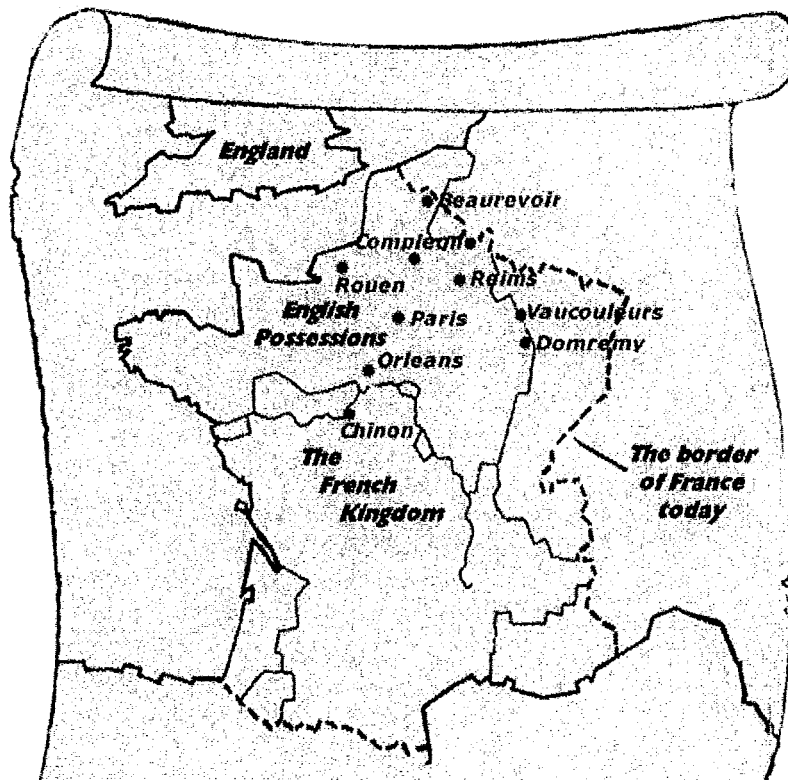 England
Beaurevoir
Compiegn
Rouen
Reims
English
Possessions
Paris
Vaucouleurs
Domremy
Orleans
Chinon
The
French
Kingdom
The border
of France
today